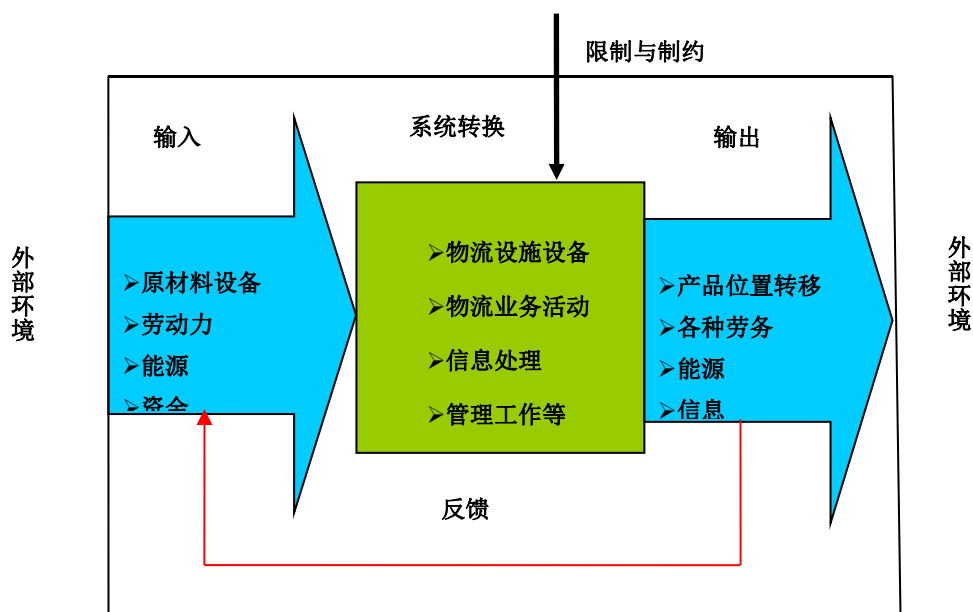 限制与制约
输入
系统转换
输出
外部环境
➢原材料设备
➢劳动力
➢能源
➢资金
➢物流设施设备
➢物流业务活动
➢信息处理
➢管理工作等
➢产品位置转移
➢各种劳务
➢能源
➢信息
外部环境
反馈